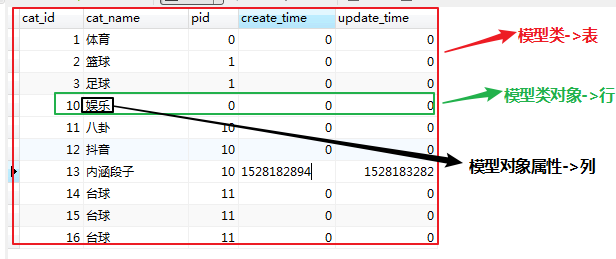 cat_id cat_name pid create_time update_time
1 体育 0 0 0
2 篮球 1 0 0
3 足球 1 0 0
10 娱乐 0 0 0
11 八卦 10 0 0
12 抖音 10 0 0
13 内涵段子 10 1528182894 1528183282
14 台球 11 0 0
15 台球 11 0 0
16 台球 11 0 0
模型类->表
模型类对象->行
模型对象属性->列